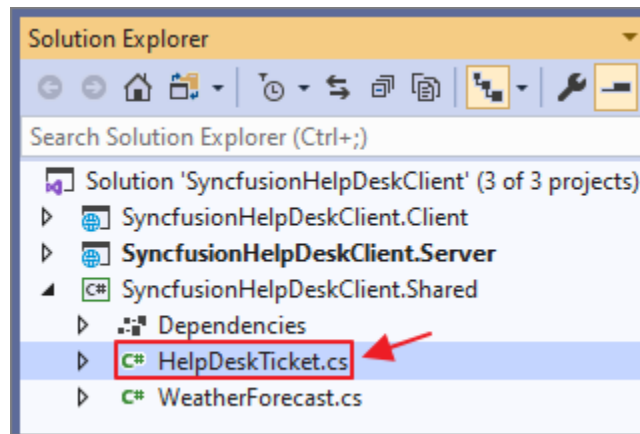 Solution Explorer
Search Solution Explorer (Ctrl+;)
Solution 'SyncfusionHelpDeskClient' (3 of 3 projects)
SyncfusionHelpDeskClient.Client
SyncfusionHelpDeskClient.Server
C# SyncfusionHelpDeskClient.Shared
Dependencies
C# HelpDeskTicket.cs
C# WeatherForecast.cs